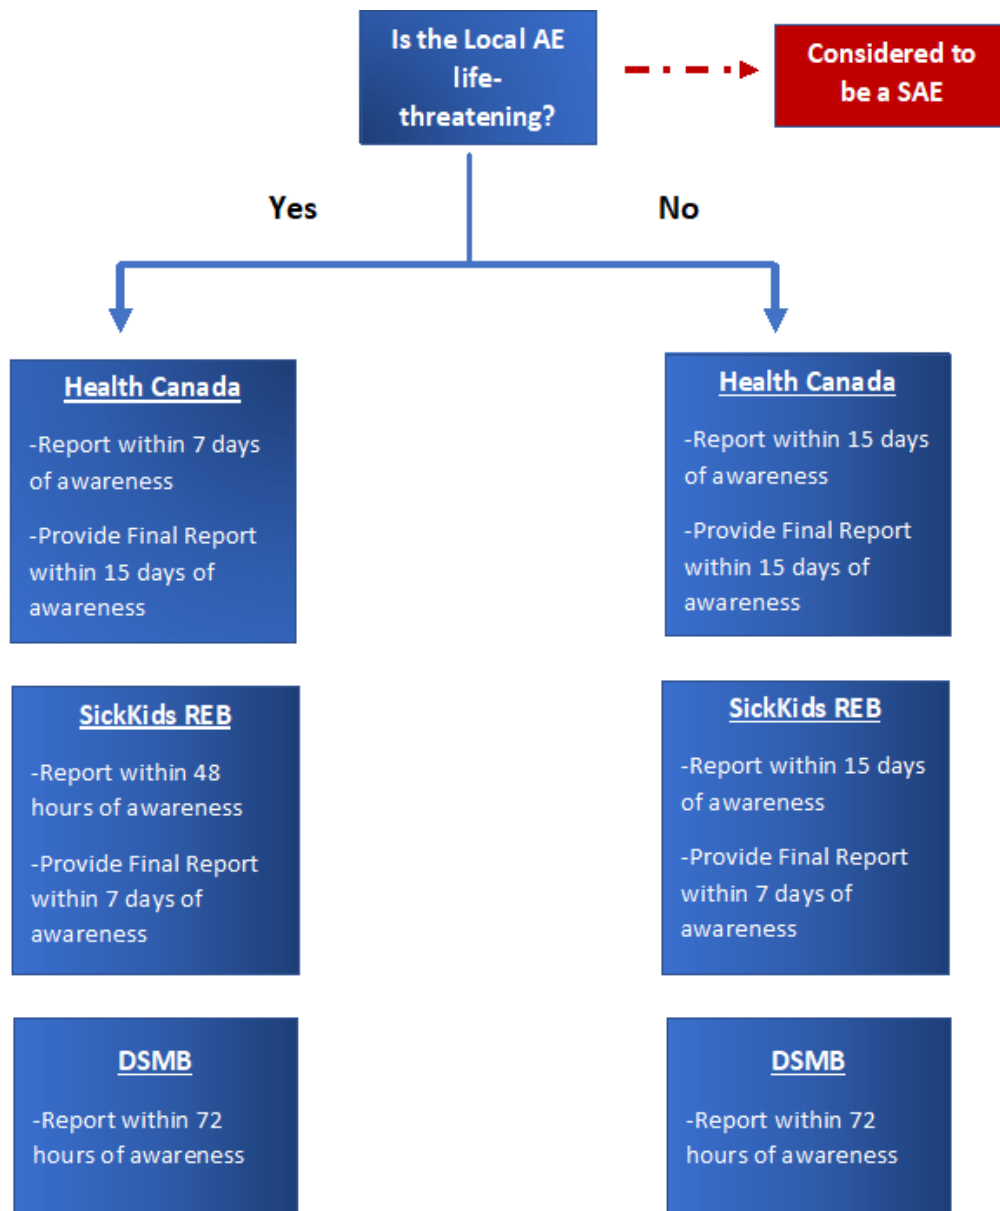 Is the Local AE
life-
threatening?
Considered to
be a SAE
Yes
No
Health Canada
-Report within 7 days
of awareness
-Provide Final Report
within 15 days of
awareness
SickKids REB
-Report within 48
hours of awareness
-Provide Final Report
within 7 days of
awareness
DSMB
-Report within 72
hours of awareness
Health Canada
-Report within 15 days
of awareness
-Provide Final Report
within 15 days of
awareness
SickKids REB
-Report within 15 days
of awareness
-Provide Final Report
within 7 days of
awareness
DSMB
-Report within 72
hours of awareness